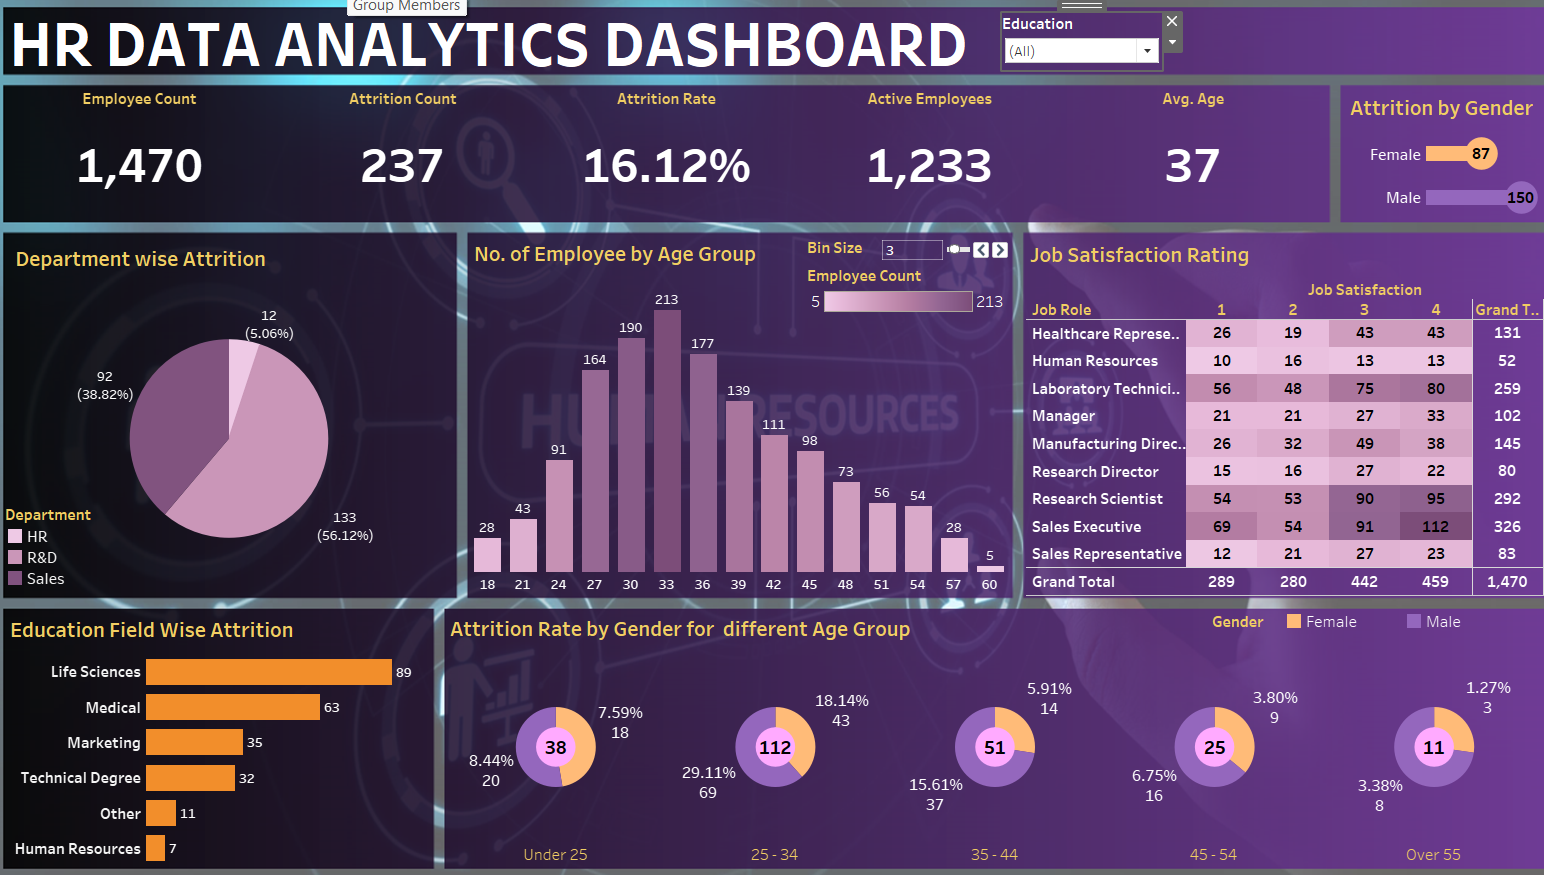 Group Members
HR DATA ANALYTICS DASHBOARD
Education
(All)
Employee Count
Attrition Count
Attrition Rate
Active Employees
Avg. Age
1,470
237
16.12%
1,233
37
Attrition by Gender
Female 87
Male 150
Department wise Attrition
12
(5.06%)
92
(38.82%)
133
(56.12%)
Department
HR
R&D
Sales
No. of Employee by Age Group
Bin Size 3
Employee Count
5 213
28 43 91 164 190 213 177 139 111 98 73 56 54 28 5
18 21 24 27 30 33 36 39 42 45 48 51 54 57 60
HUMAN RESOURCES
Job Satisfaction Rating
Job Satisfaction
Job Role 1 2 3 4 Grand T..
Healthcare Represe.. 26 19 43 43 131
Human Resources 10 16 13 13 52
Laboratory Technici.. 56 48 75 80 259
Manager 21 21 27 33 102
Manufacturing Direc.. 26 32 49 38 145
Research Director 15 16 27 22 80
Research Scientist 54 53 90 95 292
Sales Executive 69 54 91 112 326
Sales Representative 12 21 27 23 83
Grand Total 289 280 442 459 1,470
Education Field Wise Attrition
Life Sciences 89
Medical 63
Marketing 35
Technical Degree 32
Other 11
Human Resources 7
Attrition Rate by Gender for  different Age Group
Gender Female Male
7.59%
18
38
8.44%
20
Under 25
18.14%
43
112
29.11%
69
25 - 34
5.91%
14
51
15.61%
37
35 - 44
3.80%
9
25
6.75%
16
45 - 54
1.27%
3
11
3.38%
8
Over 55